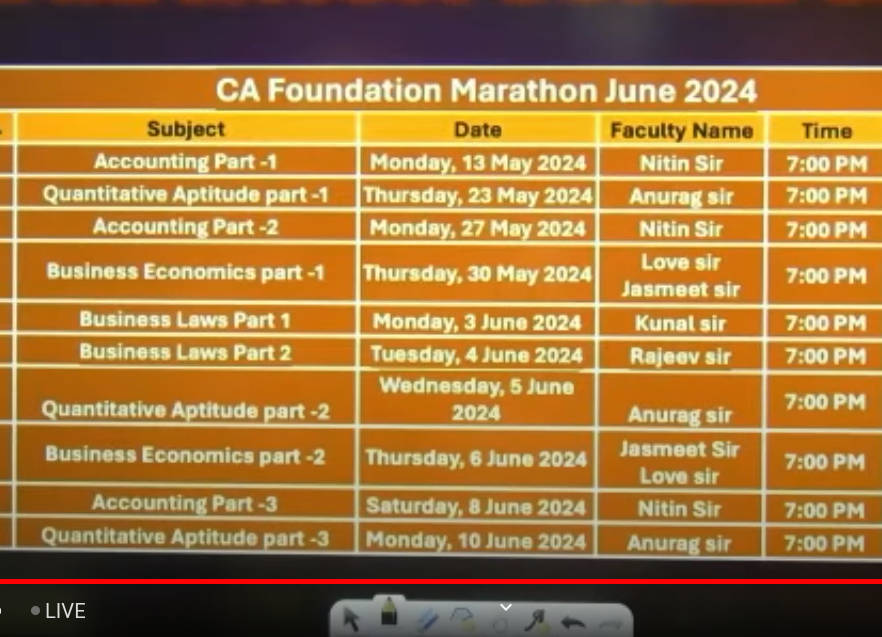 CA Foundation Marathon June 2024
Subject Date Faculty Name Time
Accounting Part -1 Monday, 13 May 2024 Nitin Sir 7:00 PM
Quantitative Aptitude part -1 Thursday, 23 May 2024 Anurag sir 7:00 PM
Accounting Part -2 Monday, 27 May 2024 Nitin Sir 7:00 PM
Business Economics part -1 Thursday, 30 May 2024 Love sir 7:00 PM
Jasmeet sir
Business Laws Part 1 Monday, 3 June 2024 Kunal sir 7:00 PM
Business Laws Part 2 Tuesday, 4 June 2024 Rajeev sir 7:00 PM
Quantitative Aptitude part -2 Wednesday, 5 June 2024 Anurag sir 7:00 PM
Business Economics part -2 Thursday, 6 June 2024 Jasmeet Sir 7:00 PM
Love sir
Accounting Part -3 Saturday, 8 June 2024 Nitin Sir 7:00 PM
Quantitative Aptitude part -3 Monday, 10 June 2024 Anurag sir 7:00 PM
LIVE